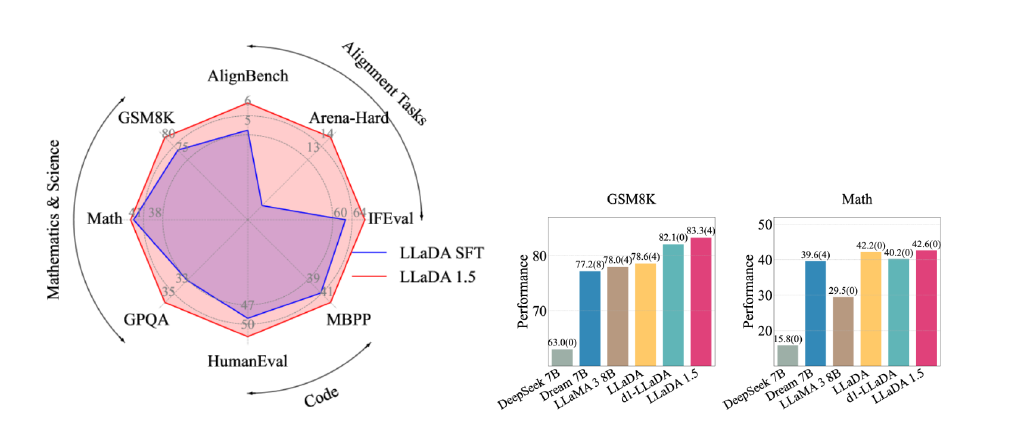 Alignment Tasks
AlignBench
6
5
GSM8K
80
75
Arena-Hard
14
13
Mathematics & Science
Math
38
60
64
IFEval
LLaDA SFT
LLaDA 1.5
33
35
GPQA
39
41
MBPP
47
50
HumanEval
Code
GSM8K
Performance
80
70
63.0(0)
77.2(8)
78.0(4)
78.6(4)
82.1(0)
83.3(4)
DeepSeek 7B
Dream 7B
LLaMA 3 8B
LLaDA
d1-LLaDA
LLaDA 1.5
Math
Performance
50
40
30
20
15.8(0)
39.6(4)
29.5(0)
42.2(0)
40.2(0)
42.6(0)
DeepSeek 7B
Dream 7B
LLaMA 3 8B
LLaDA
d1-LLaDA
LLaDA 1.5